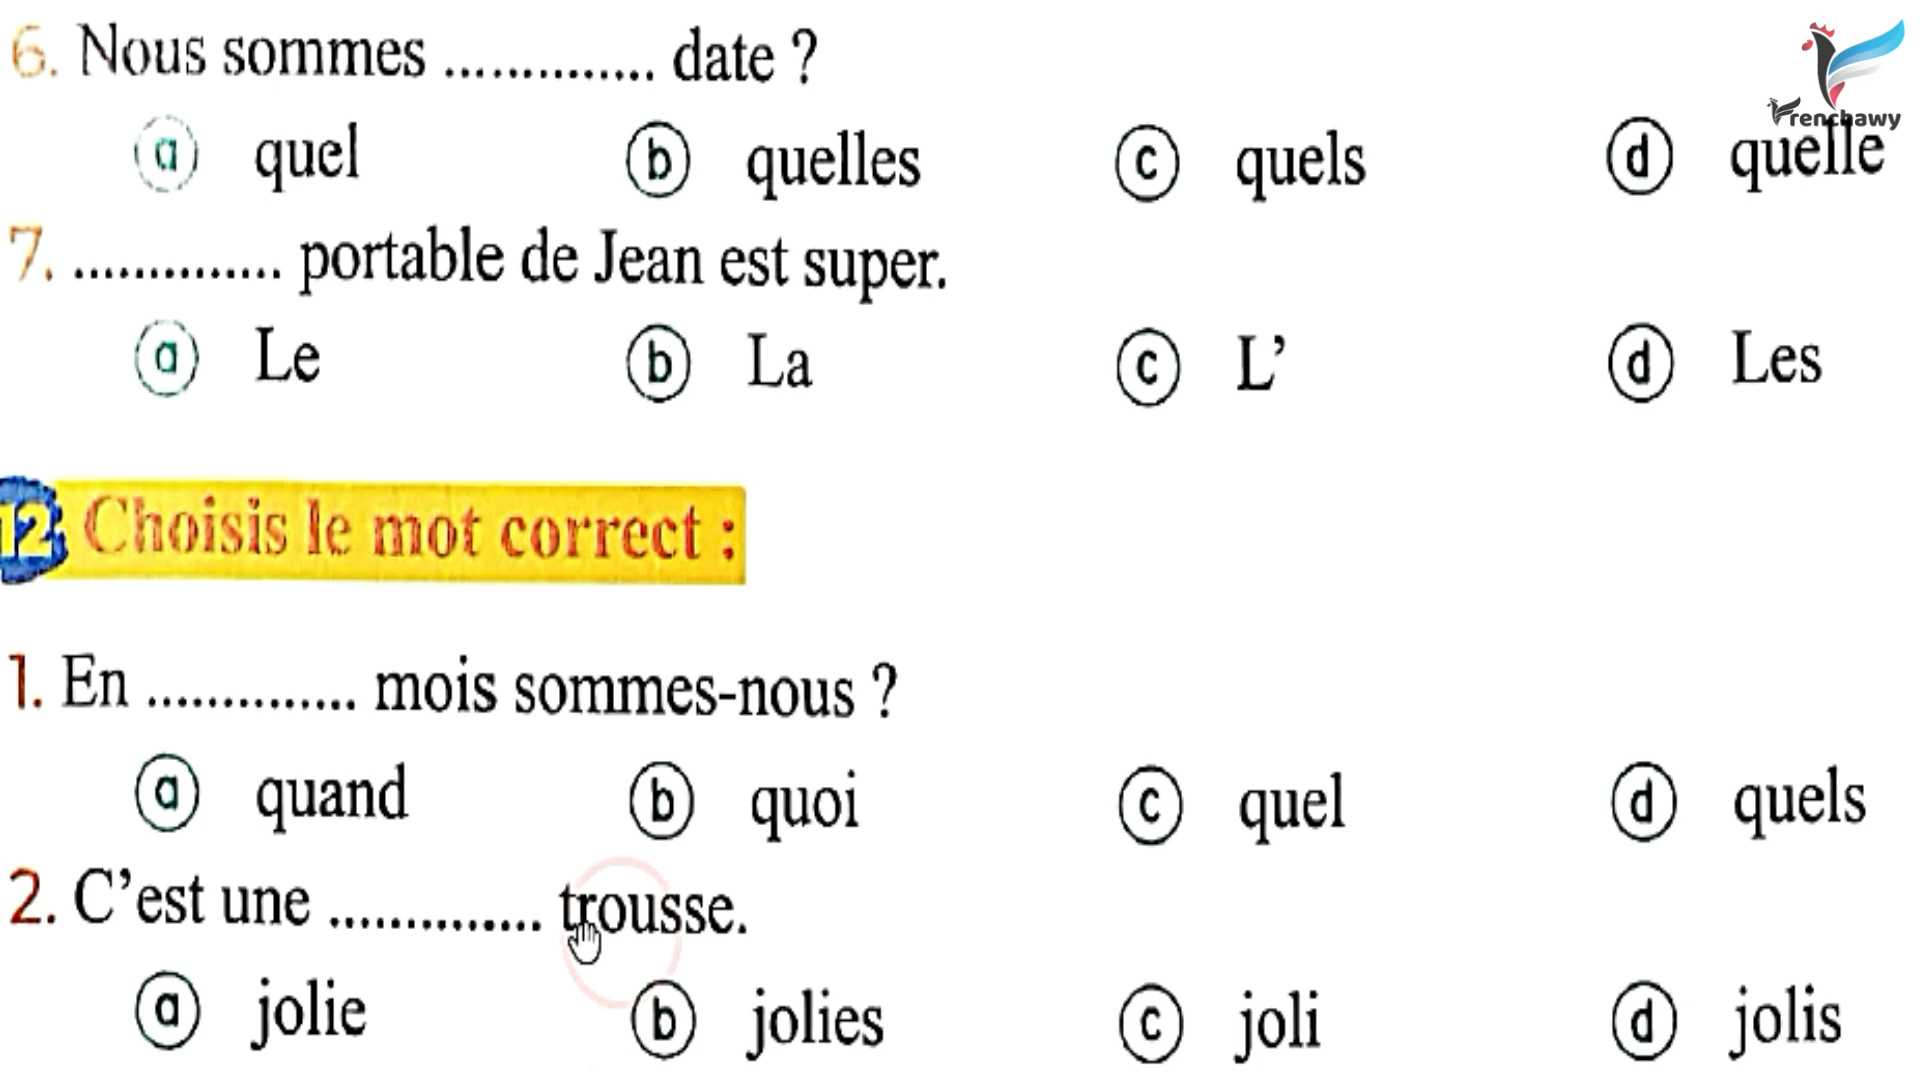 6. Nous sommes .............. date ?
Frenchawy
a quel b quelles c quels d quelle
7. .............. portable de Jean est super.
a Le b La c L’ d Les
12 Choisis le mot correct :
1. En .............. mois sommes-nous ?
a quand b quoi c quel d quels
2. C’est une .............. trousse.
a jolie b jolies c joli d jolis